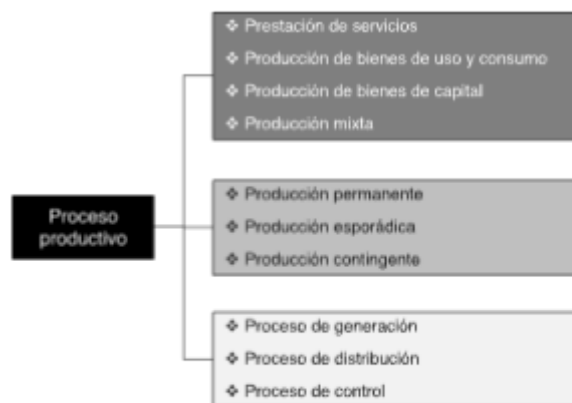 Proceso
productivo
❖ Prestación de servicios
❖ Producción de bienes de uso y consumo
❖ Producción de bienes de capital
❖ Producción mixta
❖ Producción permanente
❖ Producción esporádica
❖ Producción contingente
❖ Proceso de generación
❖ Proceso de distribución
❖ Proceso de control